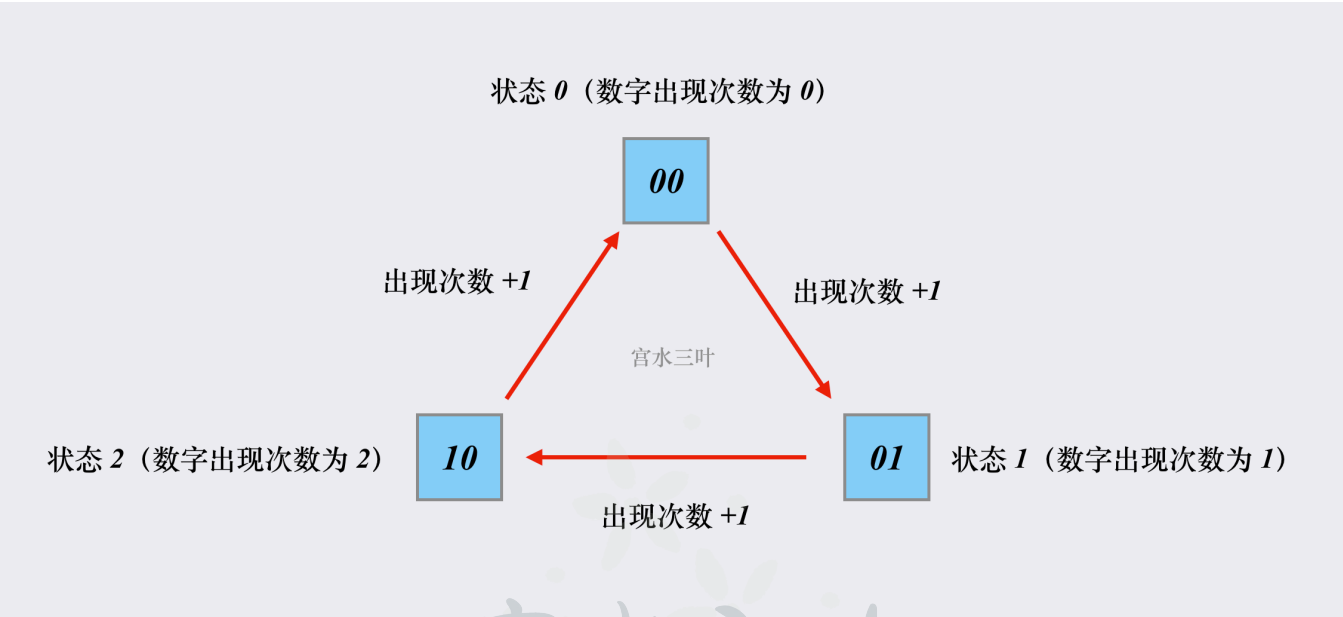 状态 0（数字出现次数为 0）
00
出现次数 +1
出现次数 +1
宫水三叶
状态 2（数字出现次数为 2）
10
01
状态 1（数字出现次数为 1）
出现次数 +1